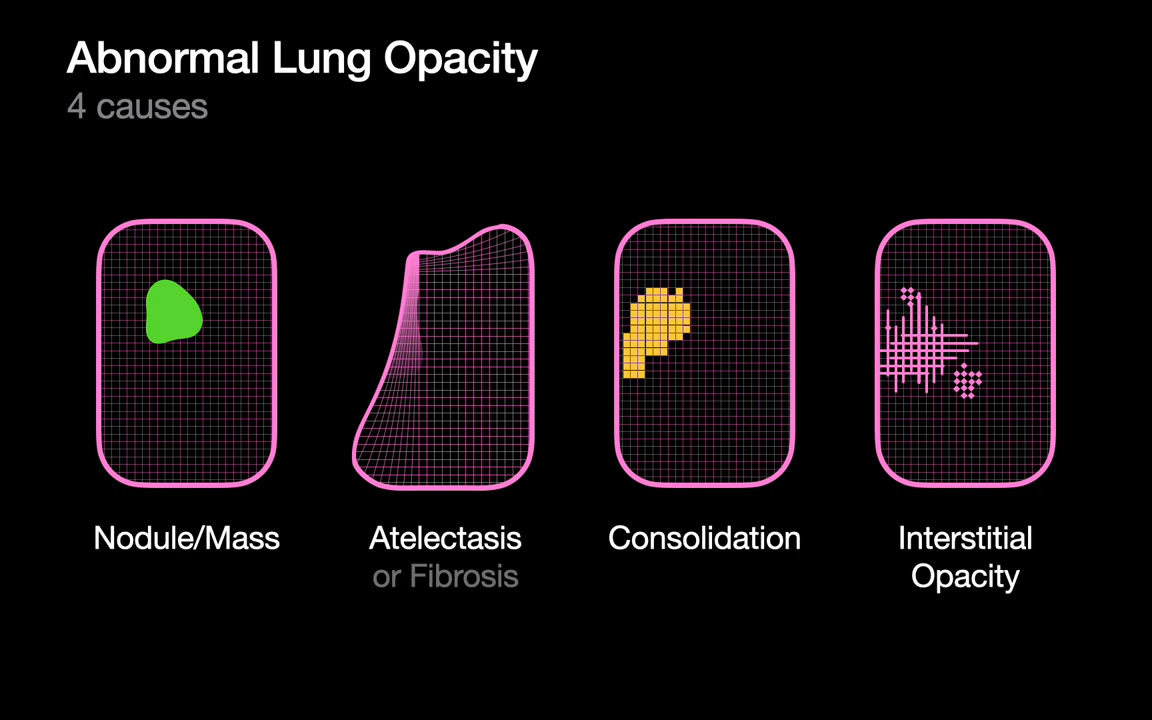 Abnormal Lung Opacity
4 causes
Nodule/Mass
Atelectasis
or Fibrosis
Consolidation
Interstitial
Opacity